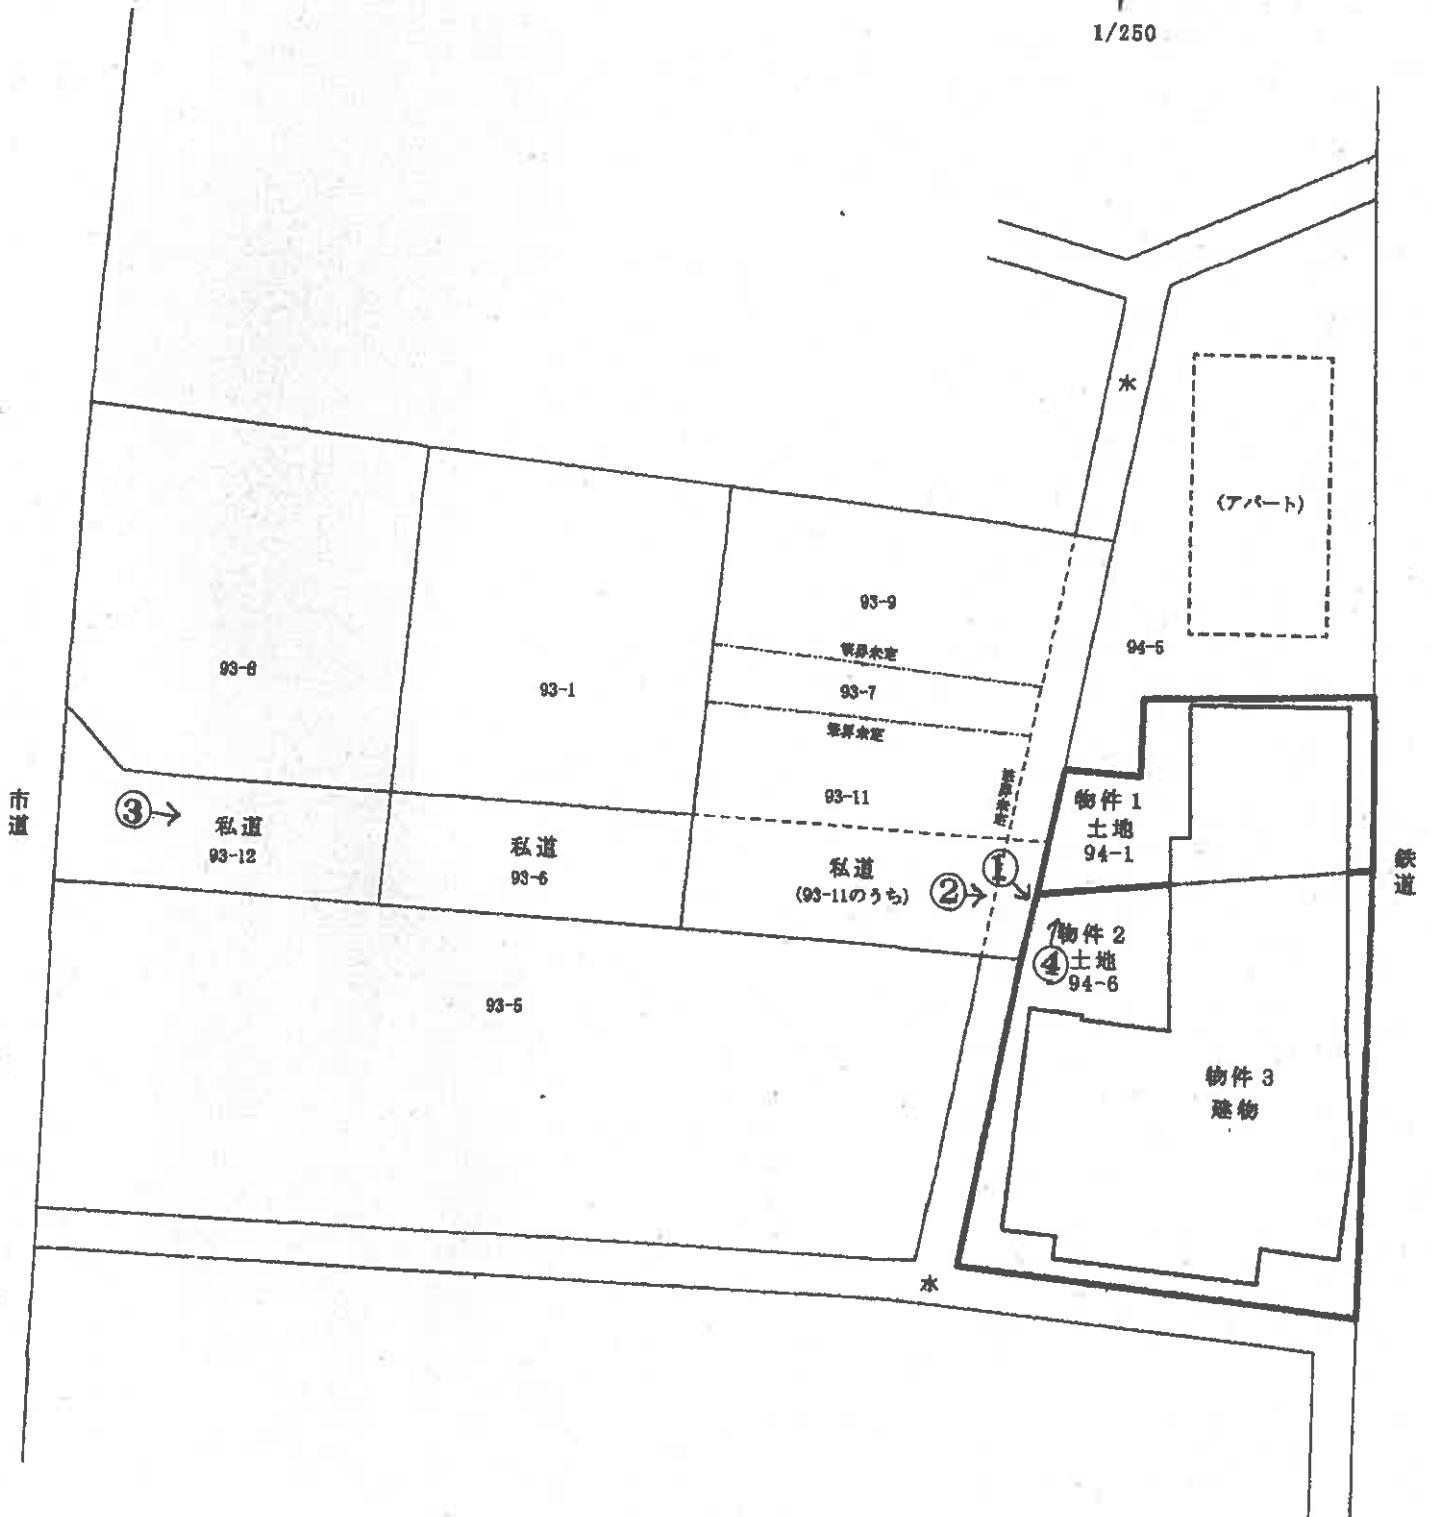 1/250
水
(アパート)
93-9
筆界未定
94-5
93-8
93-1
93-7
筆界未定
筆界未定
93-11
市道
③→
私道
93-12
私道
93-6
私道
(93-11のうち)
①
②→
物件 1
土地
94-1
鉄道
物件 2
④
土地
94-6
93-5
物件 3
建物
水